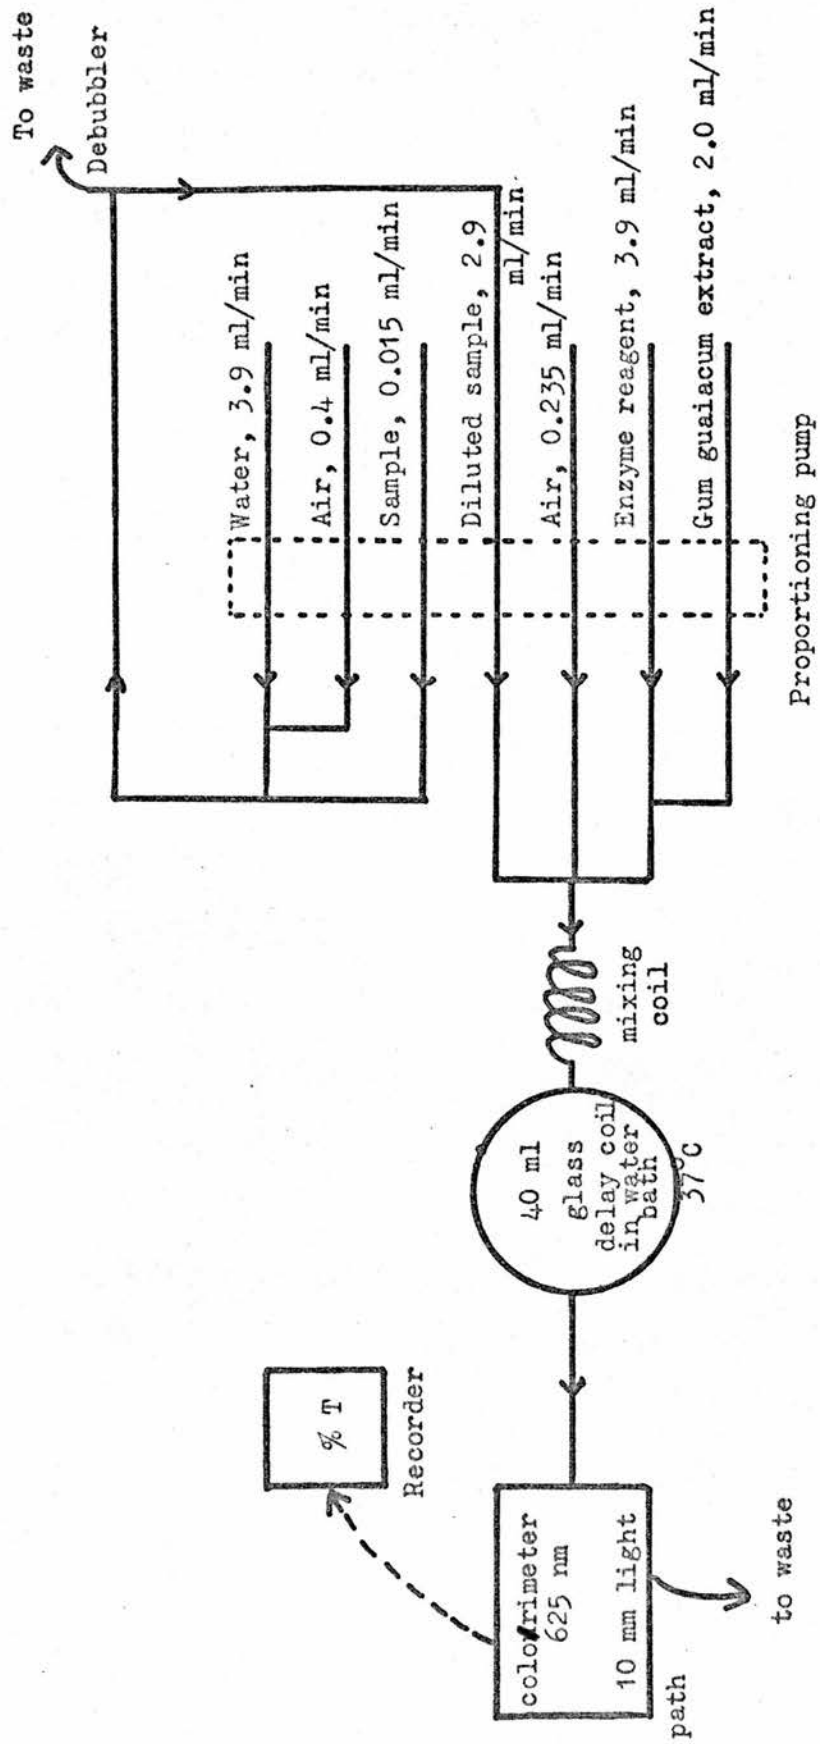 To waste
Debubbler
Water, 3.9 ml/min
Air, 0.4 ml/min
Sample, 0.015 ml/min
Diluted sample, 2.9
ml/min
Air, 0.235 ml/min
Enzyme reagent, 3.9 ml/min
Gum guaiacum extract, 2.0 ml/min
Proportioning pump
mixing
coil
40 ml
glass
delay coil
in water
bath
37°C
% T
Recorder
colourimeter
625 nm
10 mm light
path
to waste